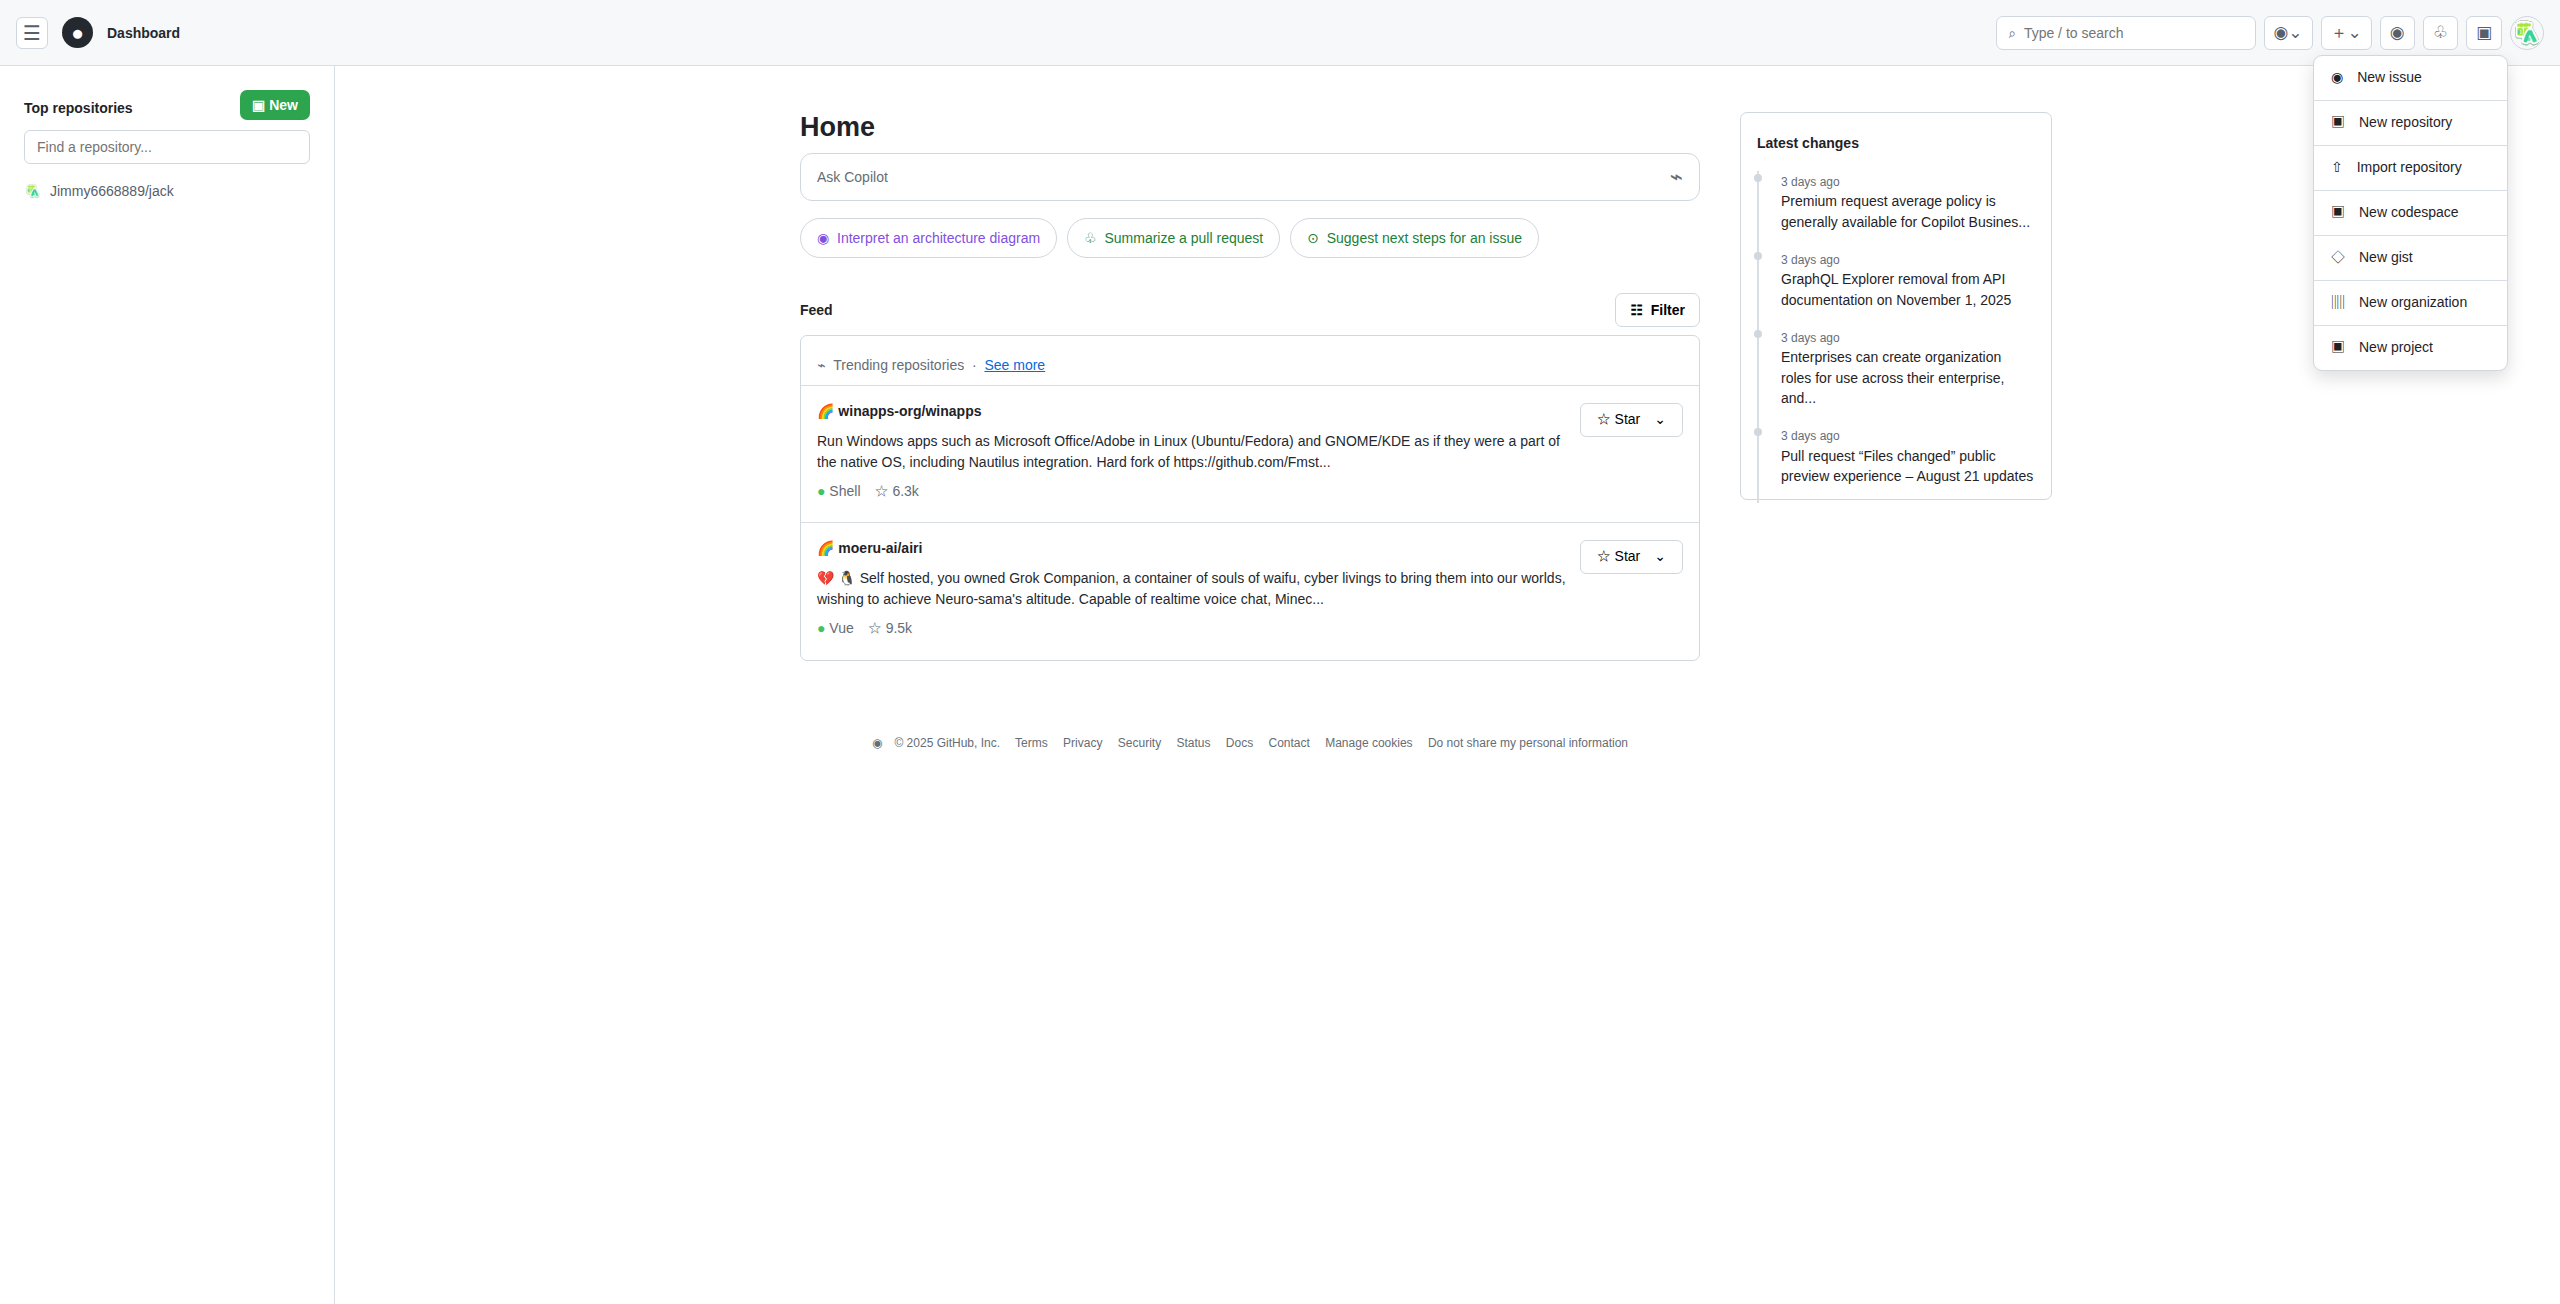 Dashboard
Type / to search
New issue
New repository
Import repository
New codespace
New gist
New organization
New project
Top repositories
New
Find a repository...
Jimmy6668889/jack
Home
Ask Copilot
Interpret an architecture diagram
Summarize a pull request
Suggest next steps for an issue
Feed
Filter
Trending repositories · See more
winapps-org/winapps
Star
Run Windows apps such as Microsoft Office/Adobe in Linux (Ubuntu/Fedora) and GNOME/KDE as if they were a part of
the native OS, including Nautilus integration. Hard fork of https://github.com/Fmst...
Shell 6.3k
moeru-ai/airi
Star
Self hosted, you owned Grok Companion, a container of souls of waifu, cyber livings to bring them into our worlds,
wishing to achieve Neuro-sama's altitude. Capable of realtime voice chat, Minec...
Vue 9.5k
Latest changes
3 days ago
Premium request average policy is
generally available for Copilot Busines...
3 days ago
GraphQL Explorer removal from API
documentation on November 1, 2025
3 days ago
Enterprises can create organization
roles for use across their enterprise,
and...
3 days ago
Pull request “Files changed” public
preview experience – August 21 updates
© 2025 GitHub, Inc. Terms Privacy Security Status Docs Contact Manage cookies Do not share my personal information